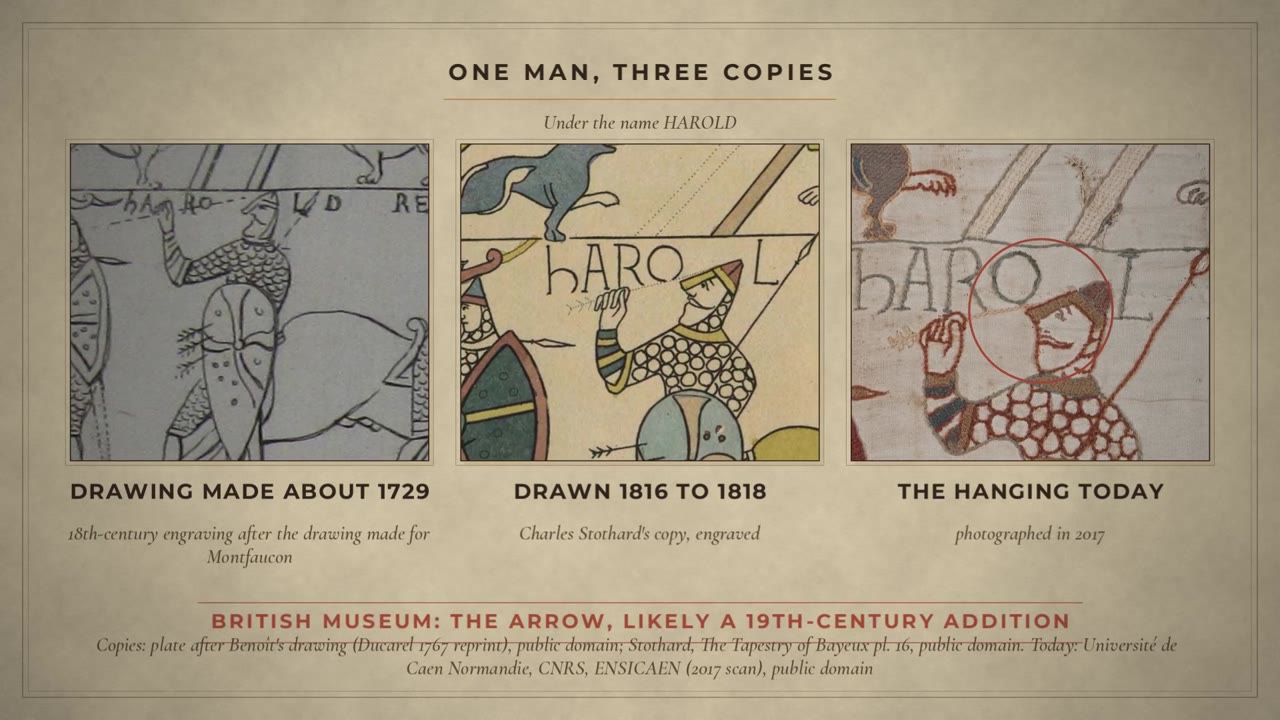 ONE MAN, THREE COPIES
Under the name HAROLD
hARO L D RE
hARO L
hARO L
DRAWING MADE ABOUT 1729
DRAWN 1816 TO 1818
THE HANGING TODAY
18th-century engraving after the drawing made for
Montfaucon
Charles Stothard's copy, engraved
photographed in 2017
BRITISH MUSEUM: THE ARROW, LIKELY A 19TH-CENTURY ADDITION
Copies: plate after Benoît's drawing (Ducarel 1767 reprint), public domain; Stothard, The Tapestry of Bayeux pl. 16, public domain. Today: Université de
Caen Normandie, CNRS, ENSICAEN (2017 scan), public domain